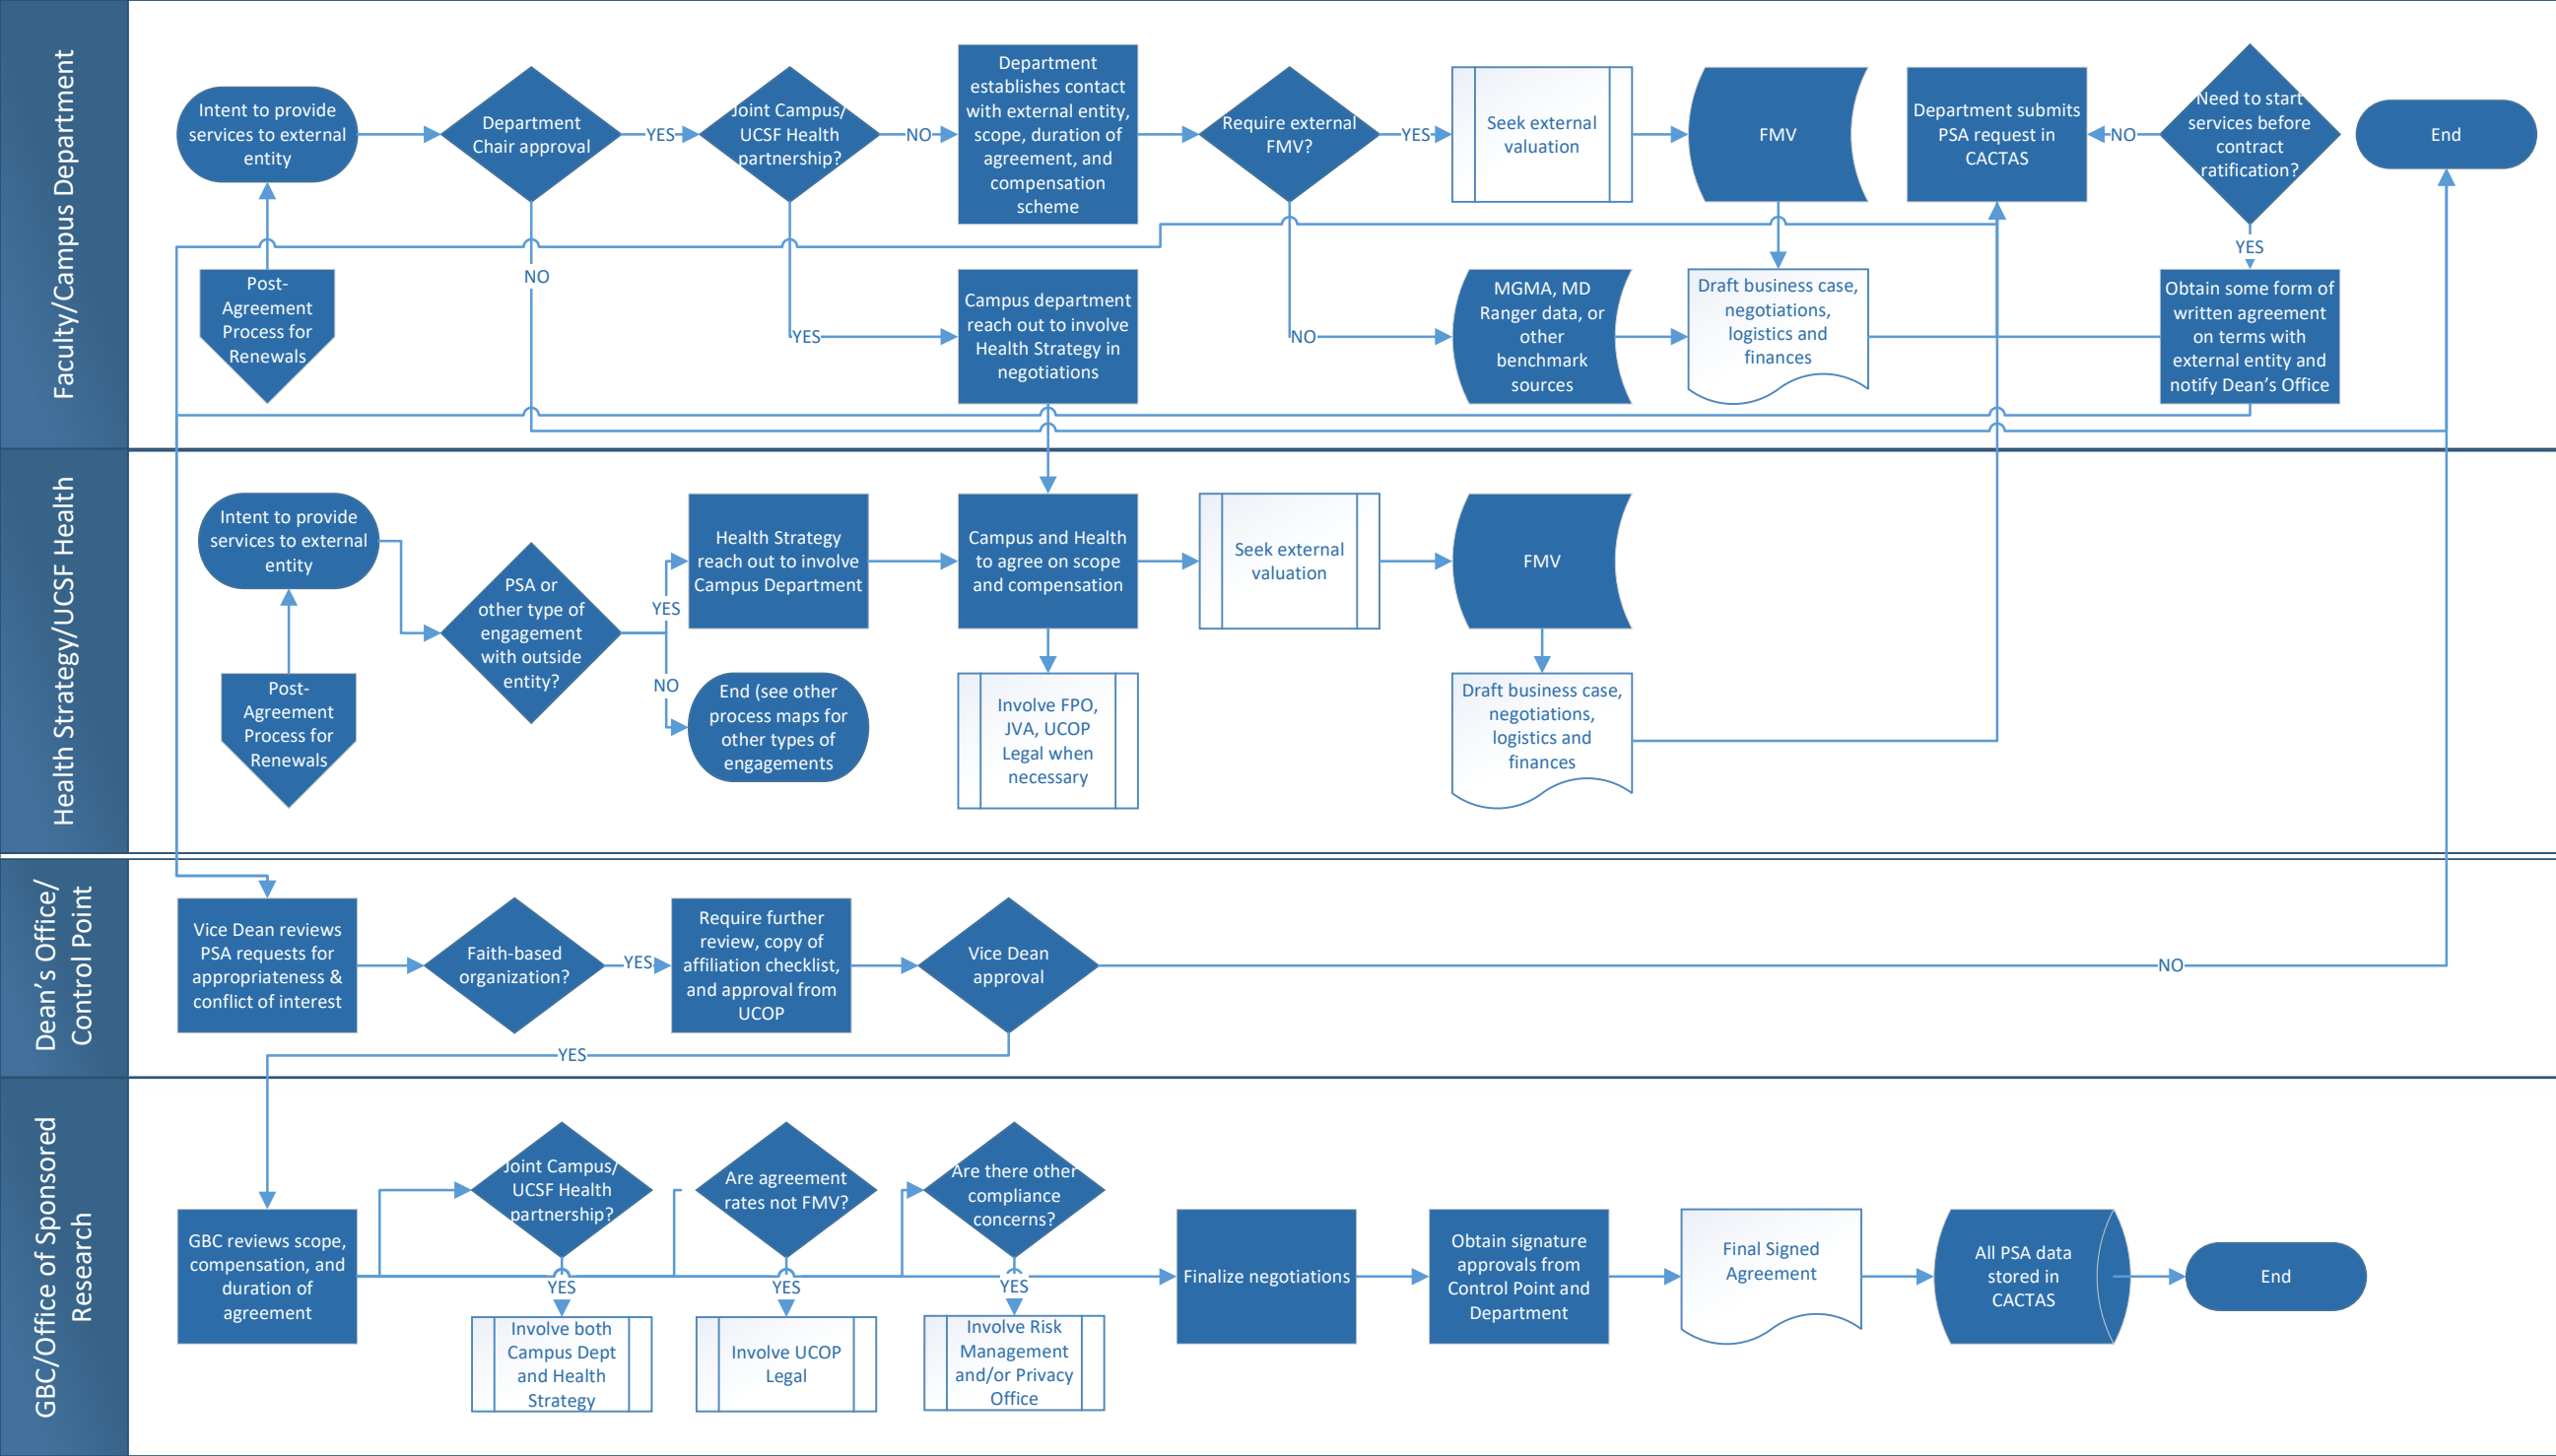 Faculty/Campus Department
Intent to provide
services to external
entity
Department
Chair approval
YES
Joint Campus/
UCSF Health
partnership?
NO
Department
establishes contact
with external entity,
scope, duration of
agreement, and
compensation
scheme
Require external
FMV?
YES
Seek external
valuation
FMV
Department submits
PSA request in
CACTAS
NO
Need to start
services before
contract
ratification?
End
YES
NO
Post-
Agreement
Process for
Renewals
YES
Campus department
reach out to involve
Health Strategy in
negotiations
NO
MGMA, MD
Ranger data, or
other
benchmark
sources
Draft business case,
negotiations,
logistics and
finances
Obtain some form of
written agreement
on terms with
external entity and
notify Dean's Office
Health Strategy/UCSF Health
Intent to provide
services to external
entity
PSA or
other type of
engagement
with outside
entity?
YES
NO
Health Strategy
reach out to involve
Campus Department
Campus and Health
to agree on scope
and compensation
Seek external
valuation
FMV
Post-
Agreement
Process for
Renewals
End (see other
process maps for
other types of
engagements
Involve FPO,
JVA, UCOP
Legal when
necessary
Draft business case,
negotiations,
logistics and
finances
Dean's Office/
Control Point
Vice Dean reviews
PSA requests for
appropriateness &
conflict of interest
Faith-based
organization?
YES
Require further
review, copy of
affiliation checklist,
and approval from
UCOP
Vice Dean
approval
NO
YES
GBC/Office of Sponsored
Research
GBC reviews scope,
compensation, and
duration of
agreement
Joint Campus/
UCSF Health
partnership?
YES
Involve both
Campus Dept
and Health
Strategy
Are agreement
rates not FMV?
YES
Involve UCOP
Legal
Are there other
compliance
concerns?
YES
Involve Risk
Management
and/or Privacy
Office
Finalize negotiations
Obtain signature
approvals from
Control Point and
Department
Final Signed
Agreement
All PSA data
stored in
CACTAS
End